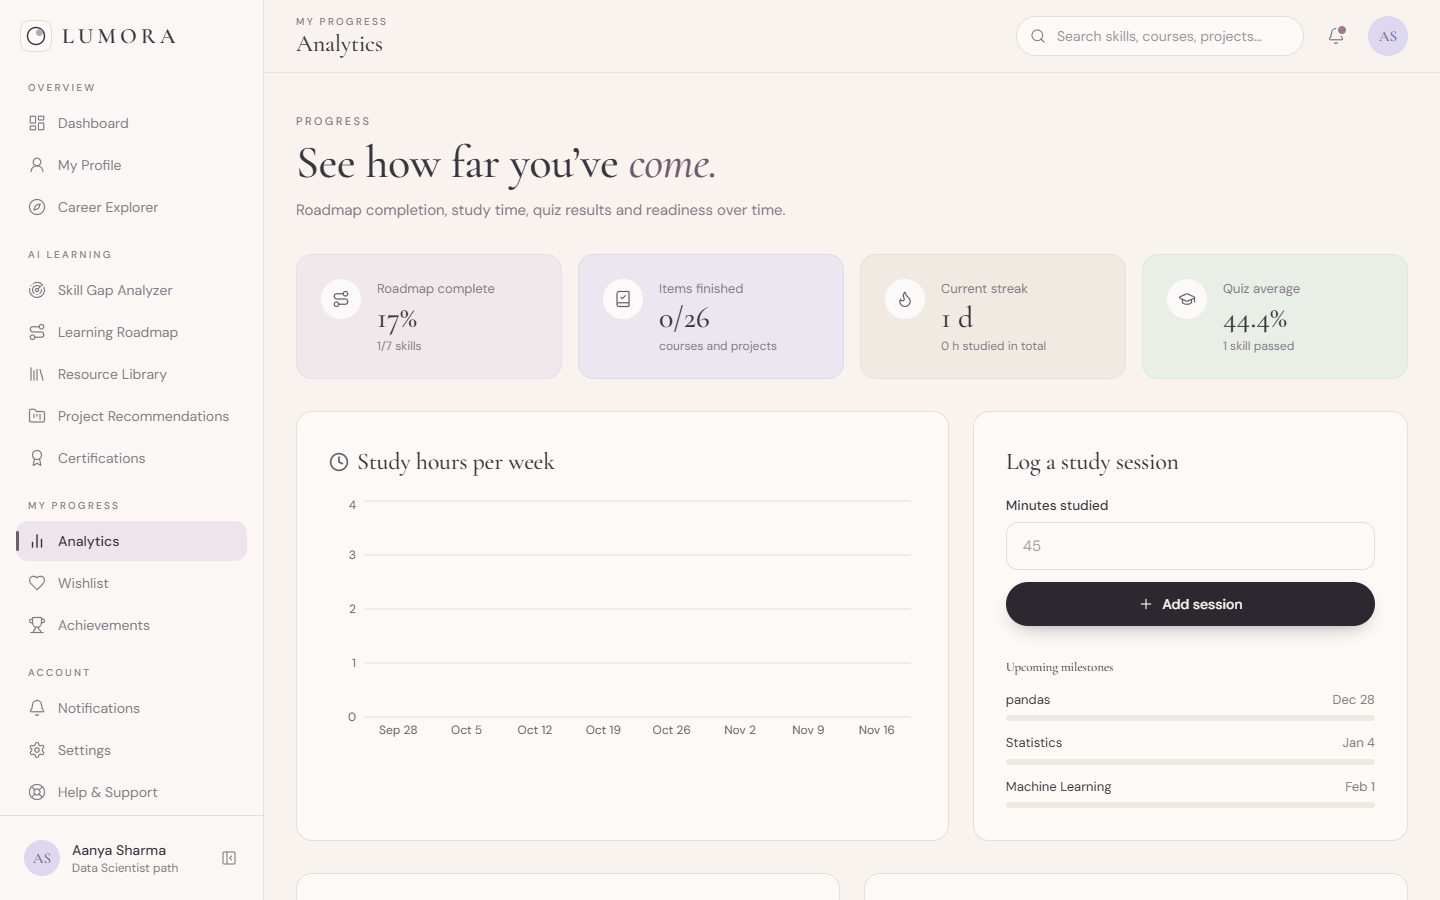 LUMORA
OVERVIEW
Dashboard
My Profile
Career Explorer
AI LEARNING
Skill Gap Analyzer
Learning Roadmap
Resource Library
Project Recommendations
Certifications
MY PROGRESS
Analytics
Wishlist
Achievements
ACCOUNT
Notifications
Settings
Help & Support
AS
Aanya Sharma
Data Scientist path
MY PROGRESS
Analytics
Search skills, courses, projects…
AS
PROGRESS
See how far you’ve come.
Roadmap completion, study time, quiz results and readiness over time.
Roadmap complete
17%
1/7 skills
Items finished
0/26
courses and projects
Current streak
1 d
0 h studied in total
Quiz average
44.4%
1 skill passed
Study hours per week
4
3
2
1
0
Sep 28 Oct 5 Oct 12 Oct 19 Oct 26 Nov 2 Nov 9 Nov 16
Log a study session
Minutes studied
45
Add session
Upcoming milestones
pandas Dec 28
Statistics Jan 4
Machine Learning Feb 1